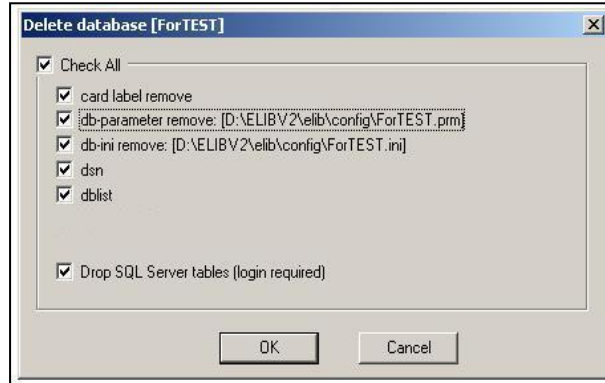 Delete database [ForTEST]
Check All
card label remove
db-parameter remove: [D:\ELIBV2\elib\config\ForTEST.prm]
db-ini remove: [D:\ELIBV2\elib\config\ForTEST.ini]
dsn
dblist
Drop SQL Server tables (login required)
OK Cancel